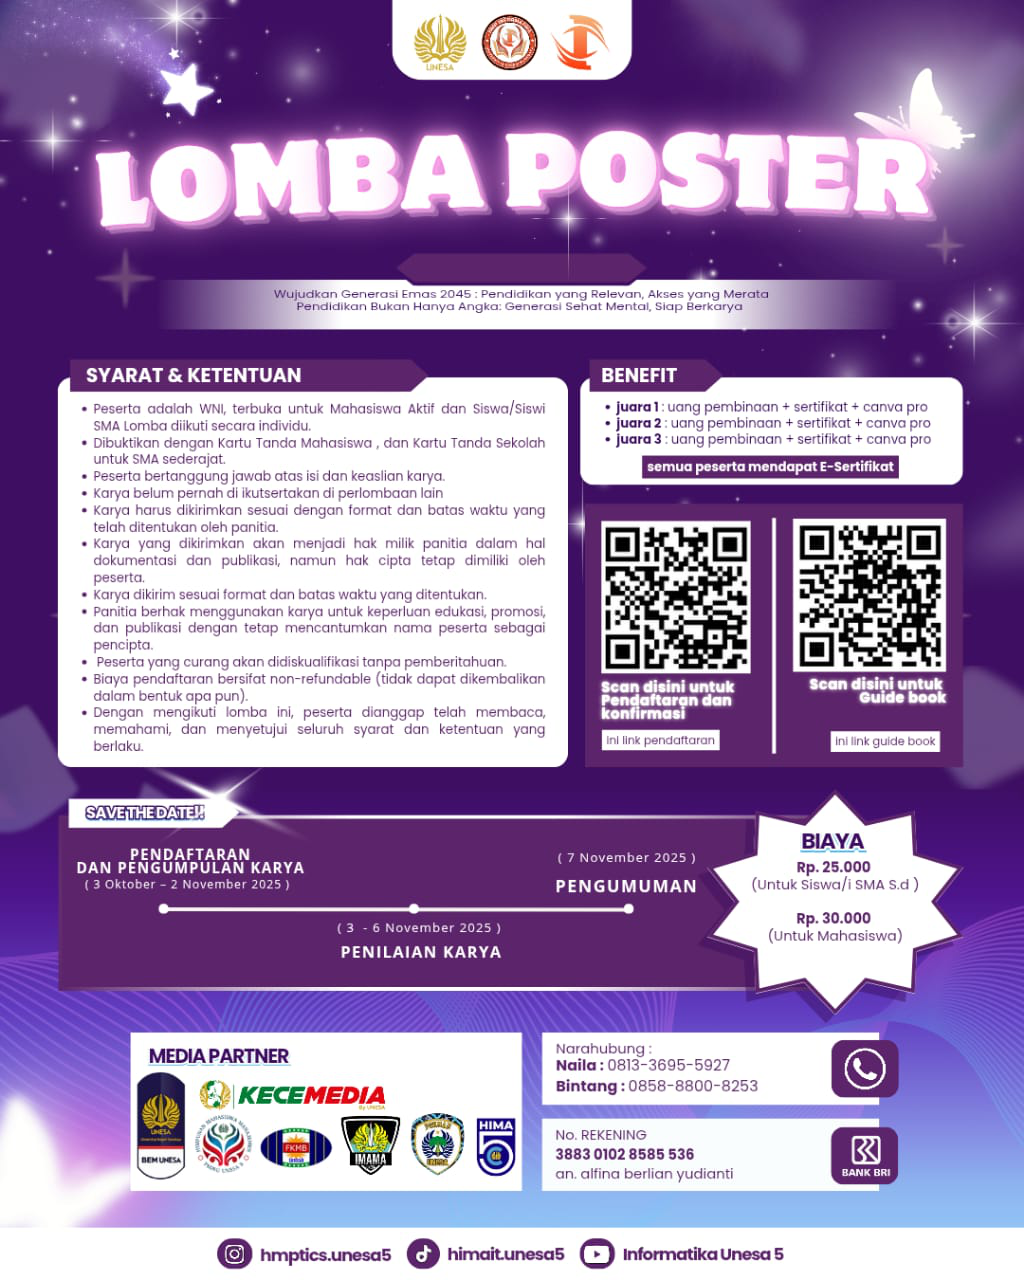 UNESA
LOMBA POSTER
Wujudkan Generasi Emas 2045 : Pendidikan yang Relevan, Akses yang Merata
Pendidikan Bukan Hanya Angka: Generasi Sehat Mental, Siap Berkarya
SYARAT & KETENTUAN
• Peserta adalah WNI, terbuka untuk Mahasiswa Aktif dan Siswa/Siswi
SMA Lomba diikuti secara individu.
• Dibuktikan dengan Kartu Tanda Mahasiswa , dan Kartu Tanda Sekolah
untuk SMA sederajat.
• Peserta bertanggung jawab atas isi dan keaslian karya.
• Karya belum pernah di ikutsertakan di perlombaan lain
• Karya harus dikirimkan sesuai dengan format dan batas waktu yang
telah ditentukan oleh panitia.
• Karya yang dikirimkan akan menjadi hak milik panitia dalam hal
dokumentasi dan publikasi, namun hak cipta tetap dimiliki oleh
peserta.
• Karya dikirim sesuai format dan batas waktu yang ditentukan.
• Panitia berhak menggunakan karya untuk keperluan edukasi, promosi,
dan publikasi dengan tetap mencantumkan nama peserta sebagai
pencipta.
• Peserta yang curang akan didiskualifikasi tanpa pemberitahuan.
• Biaya pendaftaran bersifat non-refundable (tidak dapat dikembalikan
dalam bentuk apa pun).
• Dengan mengikuti lomba ini, peserta dianggap telah membaca,
memahami, dan menyetujui seluruh syarat dan ketentuan yang
berlaku.
BENEFIT
• juara 1 : uang pembinaan + sertifikat + canva pro
• juara 2 : uang pembinaan + sertifikat + canva pro
• juara 3 : uang pembinaan + sertifikat + canva pro
semua peserta mendapat E-Sertifikat
Scan disini untuk
Pendaftaran dan
konfirmasi
ini link pendaftaran
Scan disini untuk
Guide book
ini link guide book
SAVE THE DATE!!
PENDAFTARAN
DAN PENGUMPULAN KARYA
( 3 Oktober – 2 November 2025 )
( 3 - 6 November 2025 )
PENILAIAN KARYA
( 7 November 2025 )
PENGUMUMAN
BIAYA
Rp. 25.000
(Untuk Siswa/i SMA S.d )
Rp. 30.000
(Untuk Mahasiswa)
MEDIA PARTNER
UNESA
BEM UNESA
KECEMEDIA
By UNESA
FKMB
IMAMA
UNESA
HIMA
Narahubung :
Naila : 0813-3695-5927
Bintang : 0858-8800-8253
No. REKENING
3883 0102 8585 536
an. alfina berlian yudianti
BANK BRI
hmptics.unesa5
himait.unesa5
Informatika Unesa 5